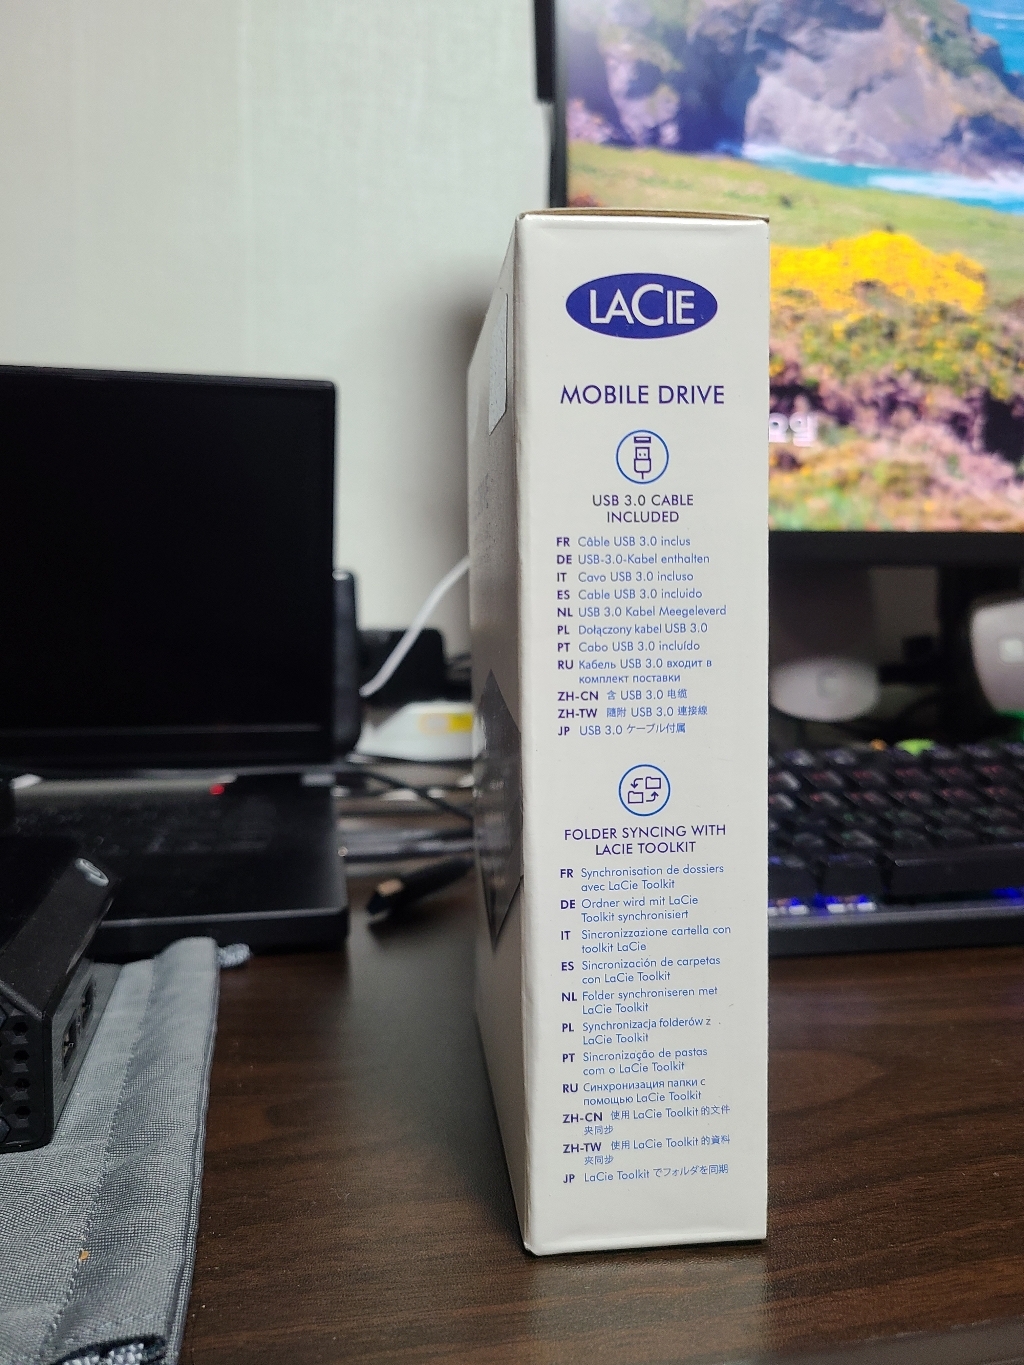 LACIE
MOBILE DRIVE
USB 3.0 CABLE
INCLUDED
FR Câble USB 3.0 inclus
DE USB-3.0-Kabel enthalten
IT Cavo USB 3.0 incluso
ES Cable USB 3.0 incluido
NL USB 3.0 Kabel Meegeleverd
PL Dołączony kabel USB 3.0
PT Cabo USB 3.0 incluído
RU Кабель USB 3.0 входит в
комплект поставки
ZH-CN 含 USB 3.0 电缆
ZH-TW 隨附 USB 3.0 連接線
JP USB 3.0 ケーブル付属
FOLDER SYNCING WITH
LACIE TOOLKIT
FR Synchronisation de dossiers
avec LaCie Toolkit
DE Ordner wird mit LaCie
Toolkit synchronisiert
IT Sincronizzazione cartella con
toolkit LaCie
ES Sincronización de carpetas
con LaCie Toolkit
NL Folder synchroniseren met
LaCie Toolkit
PL Synchronizacja folderów z
LaCie Toolkit
PT Sincronização de pastas
com o LaCie Toolkit
RU Синхронизация папки с
помощью LaCie Toolkit
ZH-CN 使用 LaCie Toolkit 的文件
夹同步
ZH-TW 使用 LaCie Toolkit 的資料
夾同步
JP LaCie Toolkit でフォルダを同期
요일